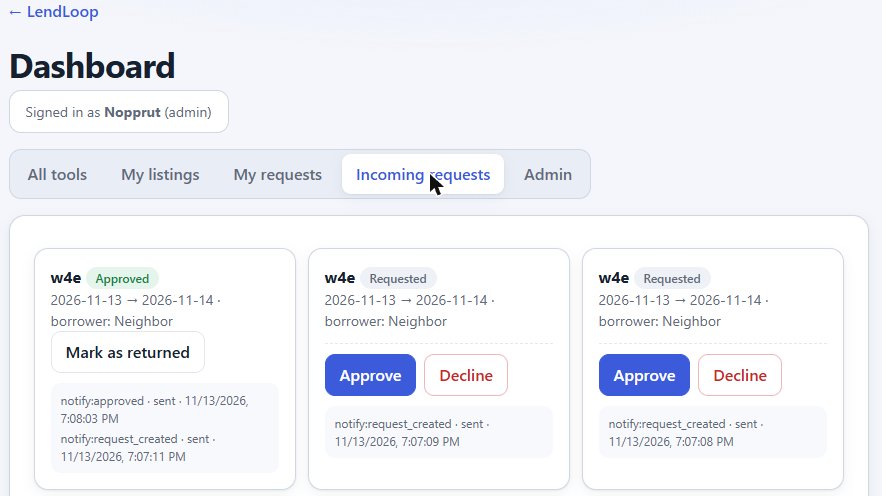 ← LendLoop
Dashboard
Signed in as Nopprut (admin)
All tools My listings My requests Incoming requests Admin
w4e Approved
2026-11-13 → 2026-11-14 ·
borrower: Neighbor
Mark as returned
notify:approved · sent · 11/13/2026,
7:08:03 PM
notify:request_created · sent ·
11/13/2026, 7:07:11 PM
w4e Requested
2026-11-13 → 2026-11-14 ·
borrower: Neighbor
Approve Decline
notify:request_created · sent ·
11/13/2026, 7:07:09 PM
w4e Requested
2026-11-13 → 2026-11-14 ·
borrower: Neighbor
Approve Decline
notify:request_created · sent ·
11/13/2026, 7:07:08 PM